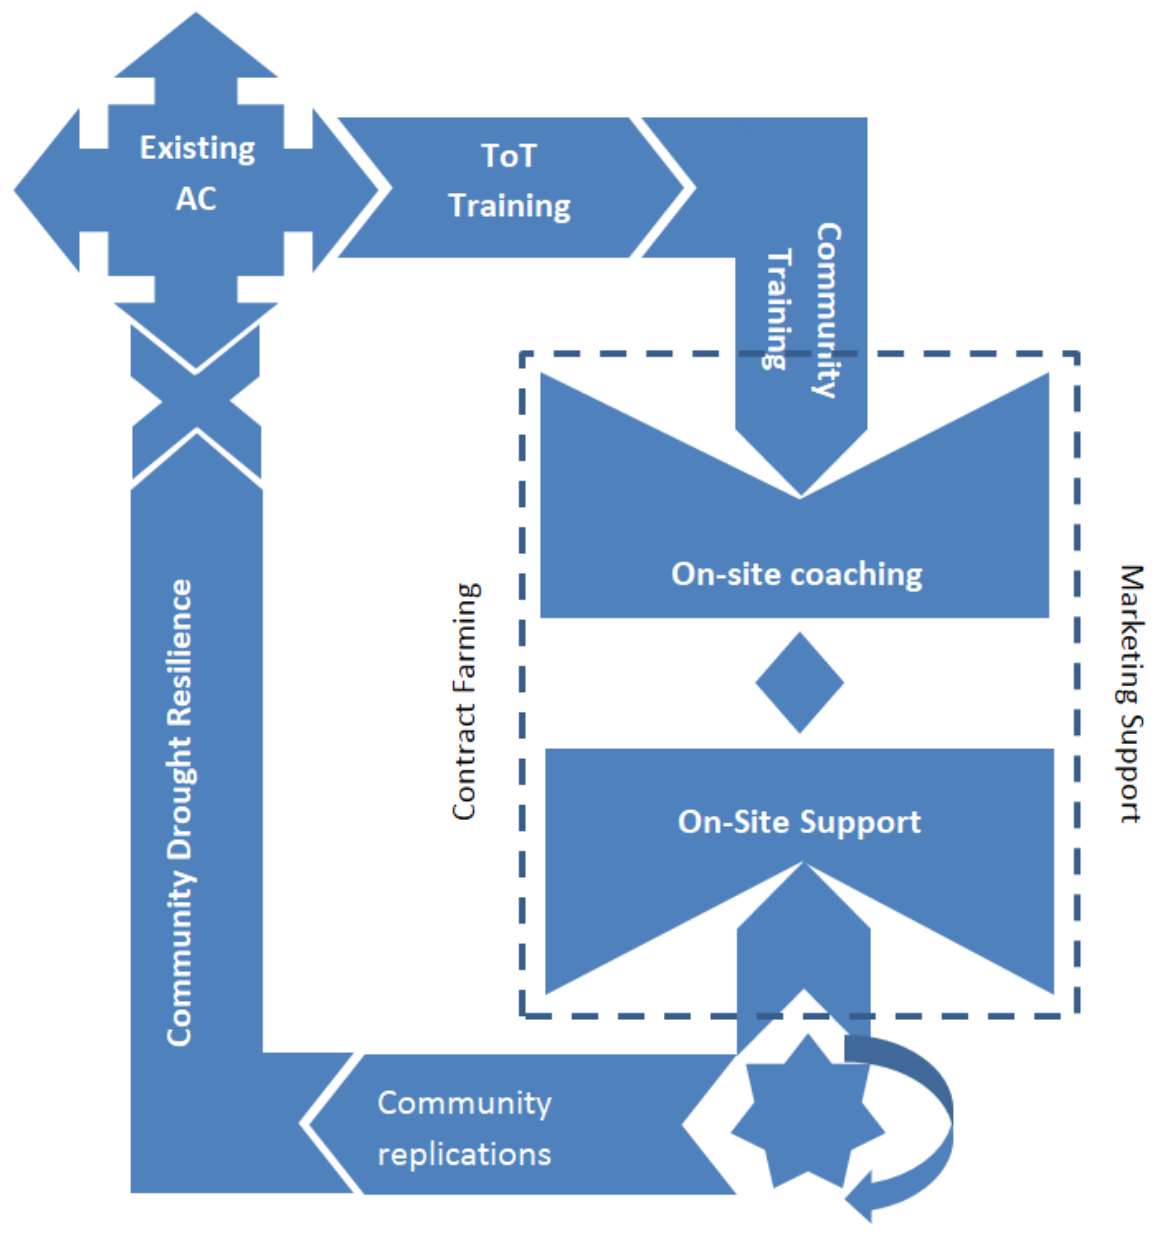 Existing
AC
ToT
Training
Community
Training
On-site coaching
Contract Farming
Marketing Support
On-Site Support
Community Drought Resilience
Community
replications